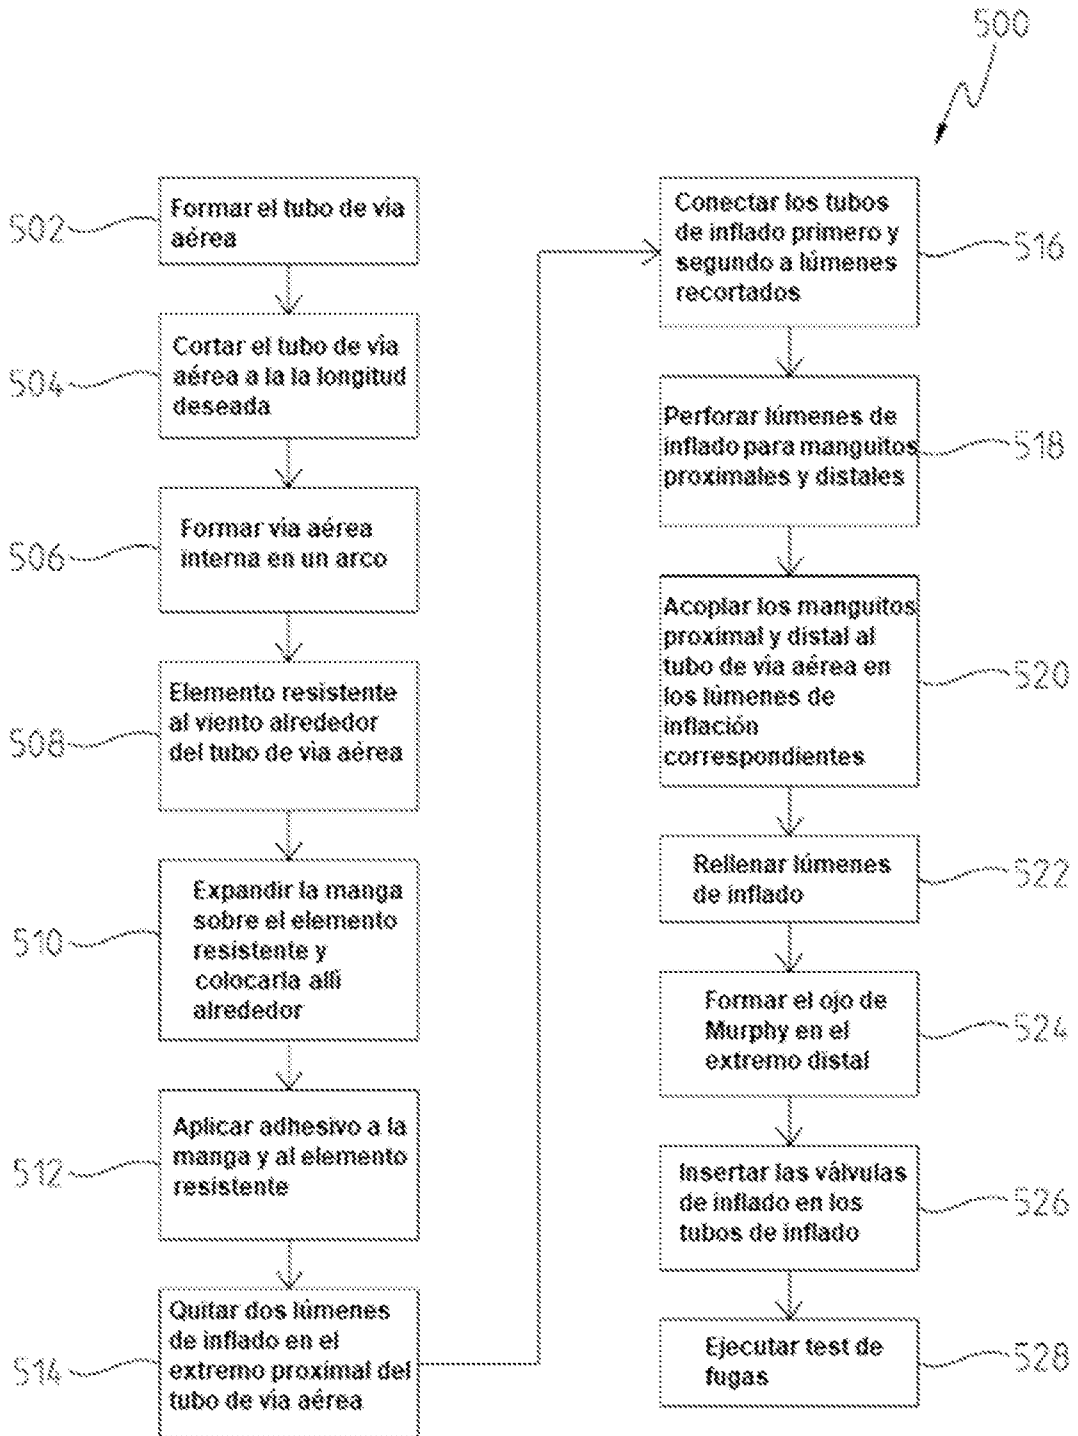 500
502
Formar el tubo de vía
aérea
504
Cortar el tubo de vía
aérea a la la longitud
deseada
506
Formar vía aérea
interna en un arco
508
Elemento resistente
al viento alrededor
del tubo de vía aérea
510
Expandir la manga
sobre el elemento
resistente y
colocarla allí
alrededor
512
Aplicar adhesivo a la
manga y al elemento
resistente
514
Quitar dos lúmenes
de inflado en el
extremo proximal del
tubo de vía aérea
Conectar los tubos
de inflado primero y
segundo a lúmenes
recortados
516
Perforar lúmenes de
inflado para manguitos
proximales y distales
518
Acoplar los manguitos
proximal y distal al
tubo de vía aérea en
los lúmenes de
inflación
correspondientes
520
Rellenar lúmenes
de inflado
522
Formar el ojo de
Murphy en el
extremo distal
524
Insertar las válvulas
de inflado en los
tubos de inflado
526
Ejecutar test de
fugas
528